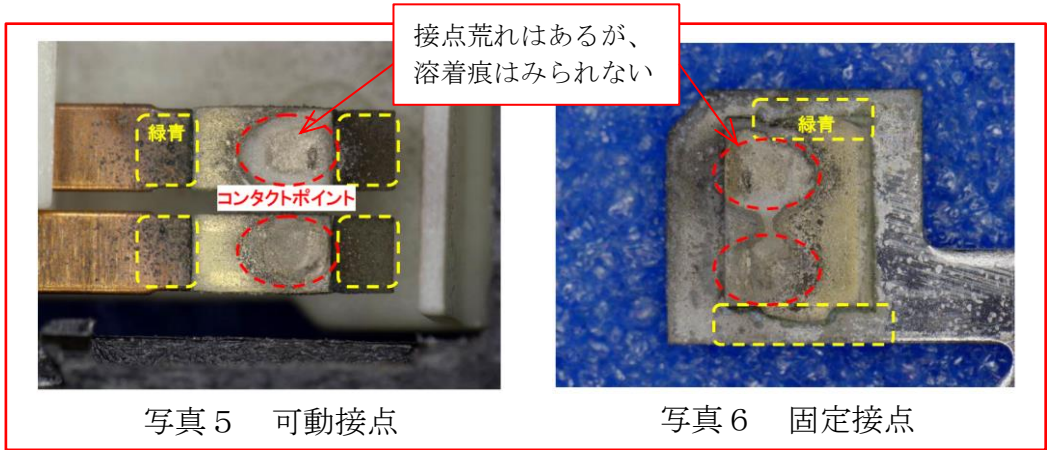 接点荒れはあるが、
溶着痕はみられない
緑青
コンタクトポイント
緑青
写真５　可動接点
写真６　固定接点